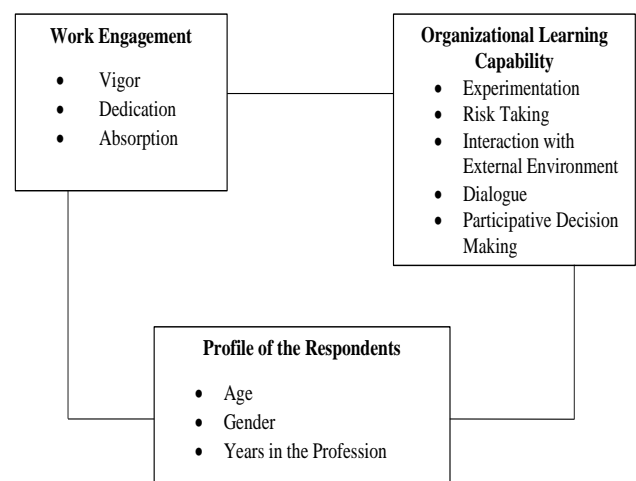 Work Engagement
• Vigor
• Dedication
• Absorption
Organizational Learning
Capability
• Experimentation
• Risk Taking
• Interaction with
External Environment
• Dialogue
• Participative Decision
Making
Profile of the Respondents
• Age
• Gender
• Years in the Profession